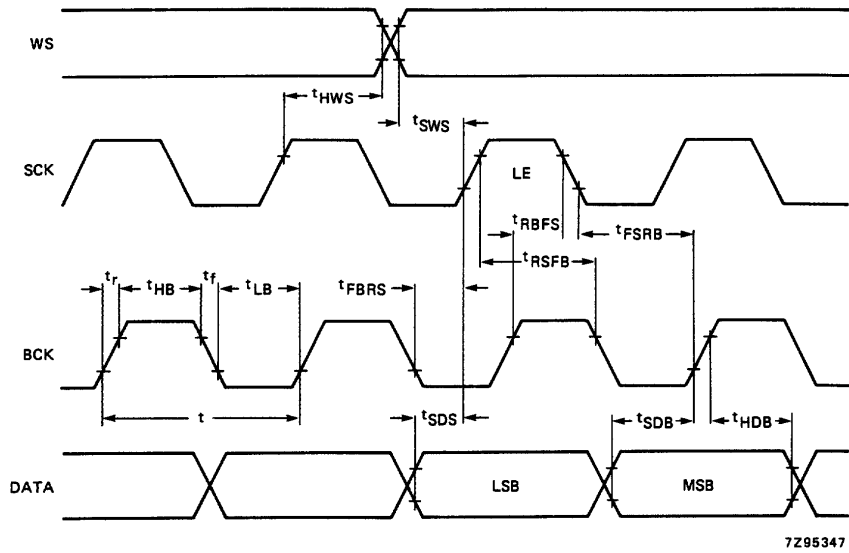 WS
tHWS
tSWS
SCK
LE
tRBFS
tFSRB
tRSFB
tr
tHB
tf
tLB
tFBRS
BCK
t
tSDS
tSDB
tHDB
DATA
LSB
MSB
7Z95347